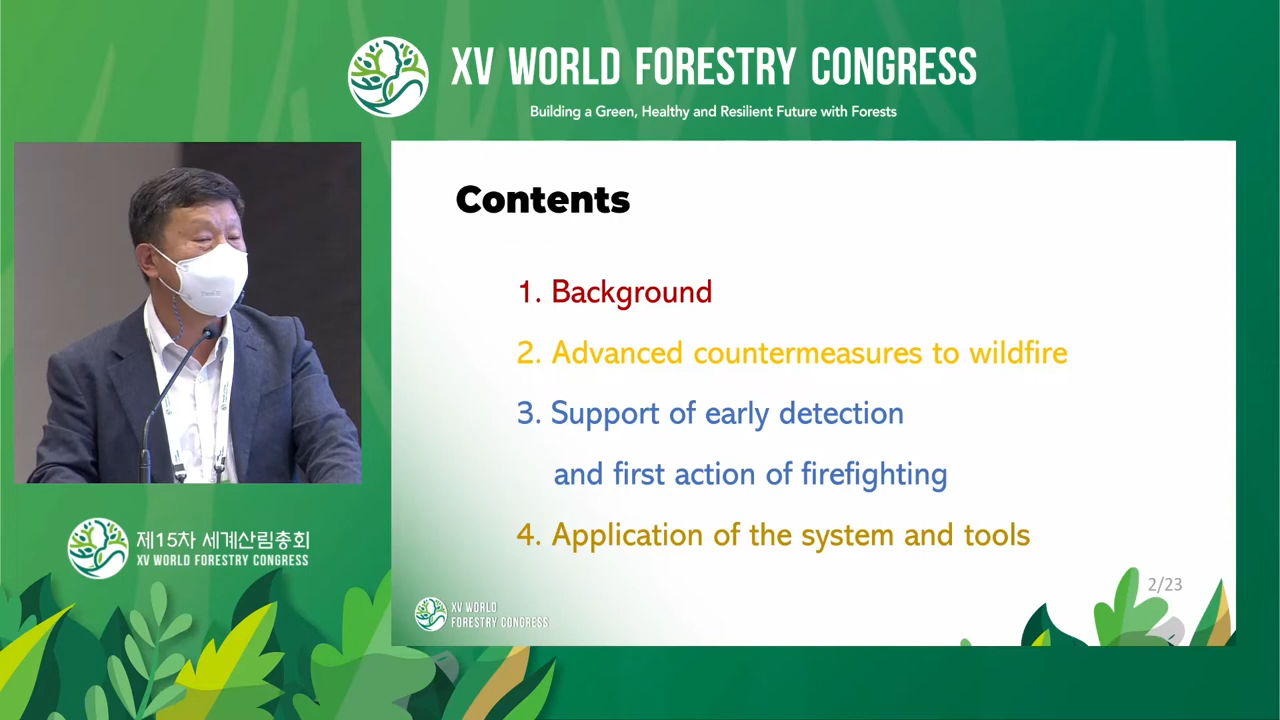 XV WORLD FORESTRY CONGRESS
Building a Green, Healthy and Resilient Future with Forests
Contents
1. Background
2. Advanced countermeasures to wildfire
3. Support of early detection
and first action of firefighting
4. Application of the system and tools
2/23
XV WORLD
FORESTRY CONGRESS
제15차 세계산림총회
XV WORLD FORESTRY CONGRESS